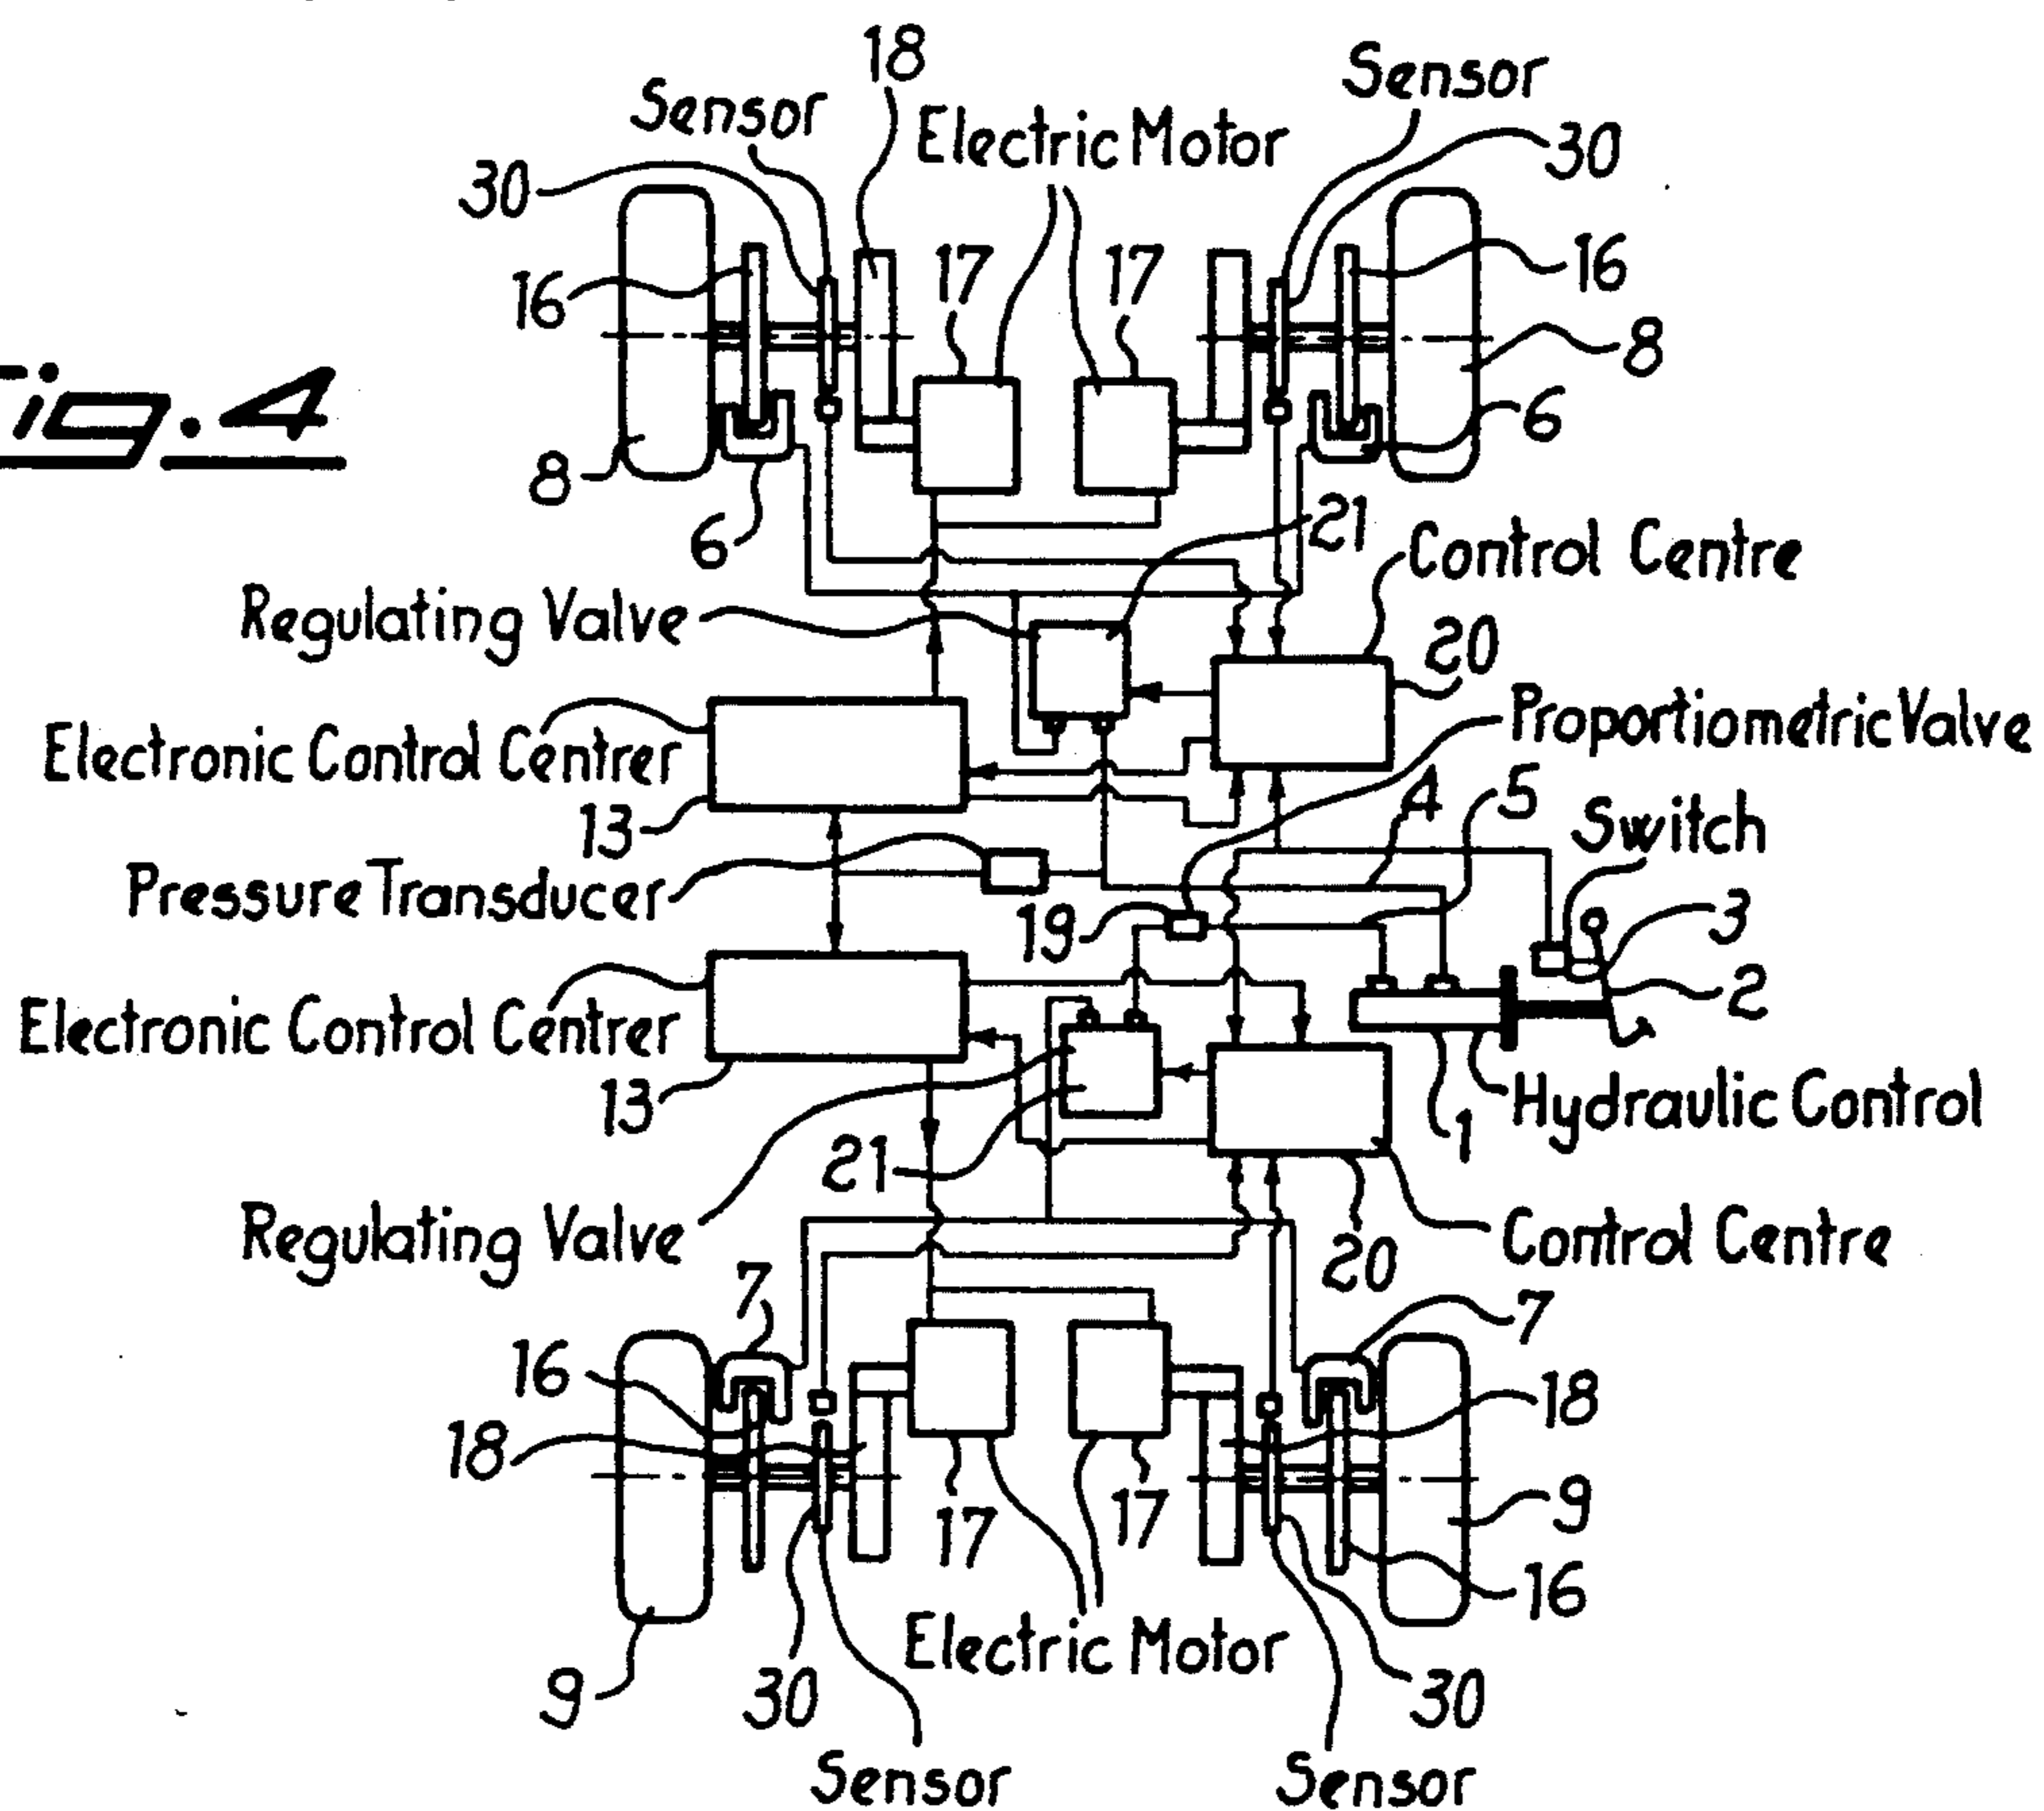 18
Sensor
Sensor
Electric Motor
30
30
16
17
17
16
8
Fig.4
6
8
6
21
Control Centre
Regulating Valve
20
Proportiometric Valve
Electronic Control Centrer
4
5
Switch
13
Pressure Transducer
19
3
2
Electronic Control Centrer
13
1
Hydraulic Control
21
Regulating Valve
20
Control Centre
7
7
16
18
18
17
17
9
16
Electric Motor
9
30
30
Sensor
Sensor